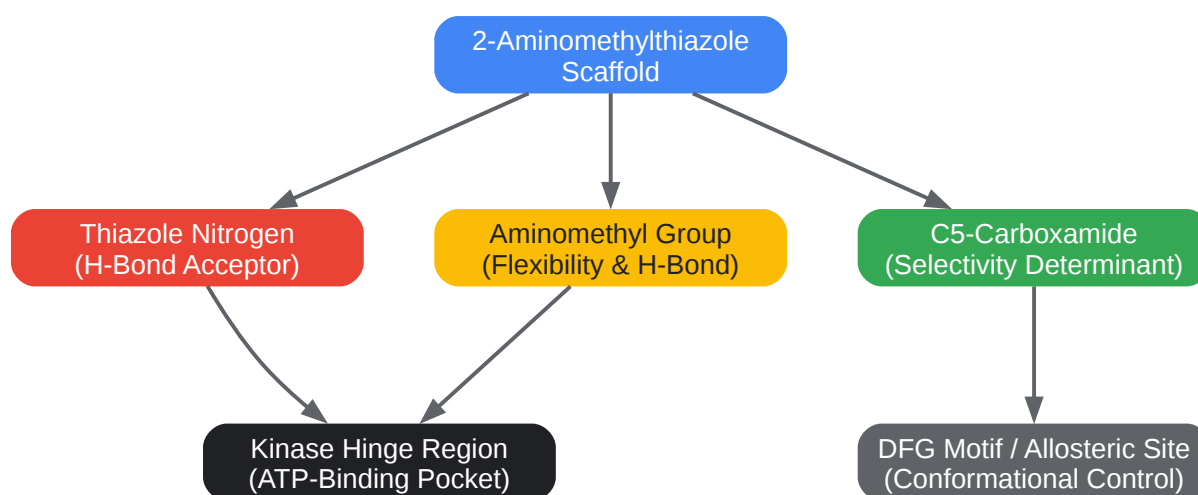 2-Aminomethylthiazole
Scaffold
Thiazole Nitrogen
(H-Bond Acceptor)
Aminomethyl Group
(Flexibility & H-Bond)
C5-Carboxamide
(Selectivity Determinant)
Kinase Hinge Region
(ATP-Binding Pocket)
DFG Motif / Allosteric Site
(Conformational Control)